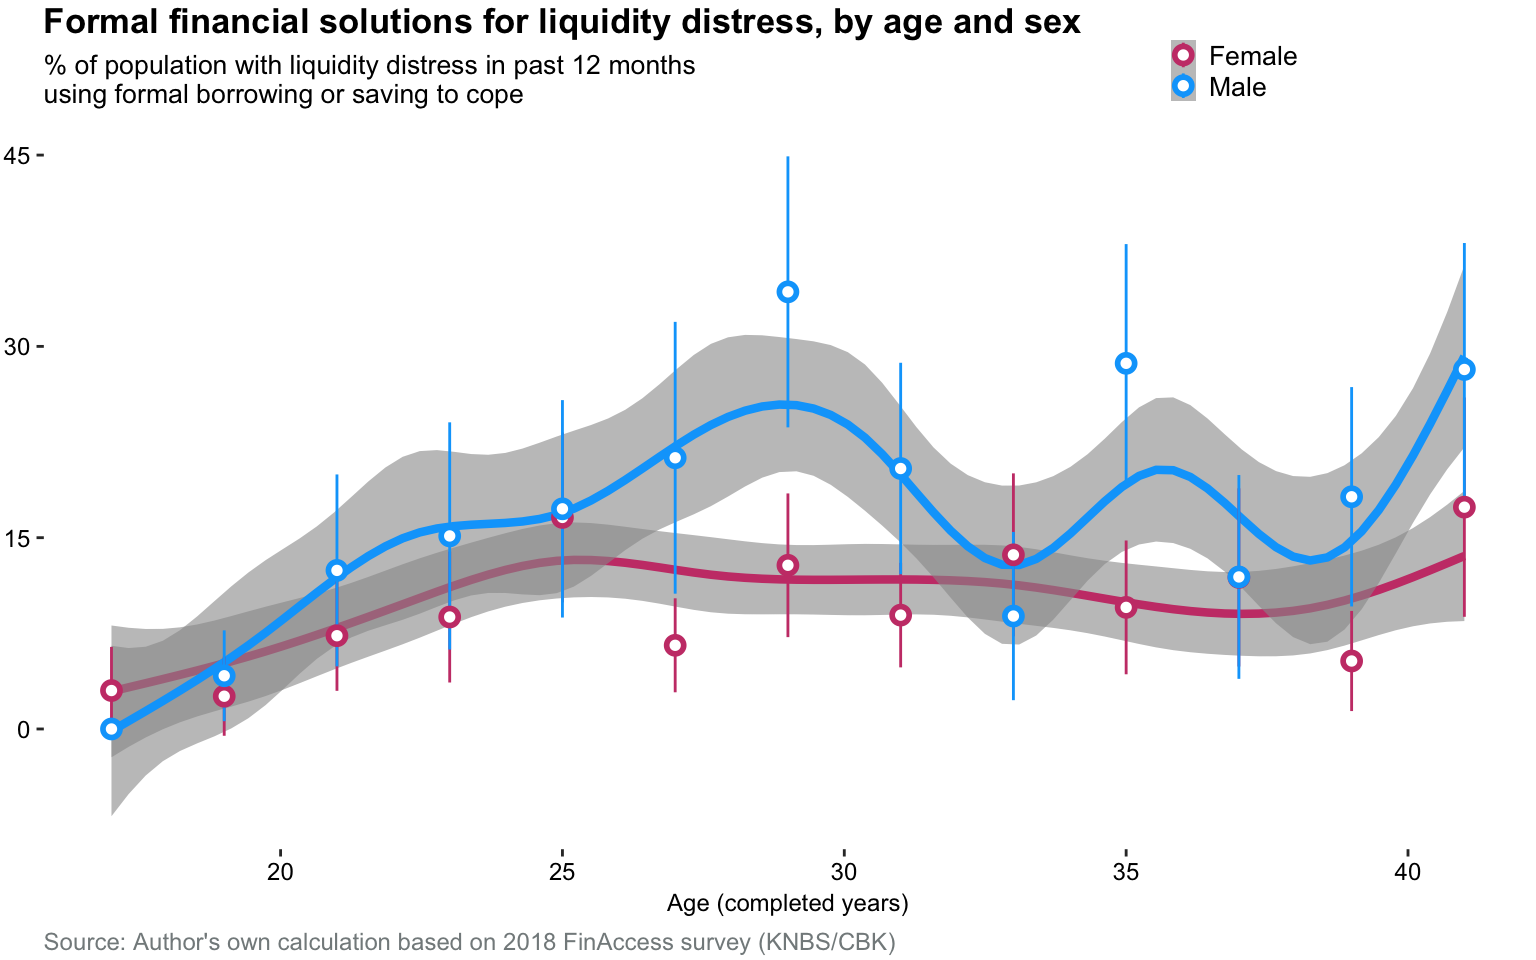 Formal financial solutions for liquidity distress, by age and sex
% of population with liquidity distress in past 12 months
using formal borrowing or saving to cope
Female
Male
45
30
15
0
20
25
30
35
40
Age (completed years)
Source: Author's own calculation based on 2018 FinAccess survey (KNBS/CBK)